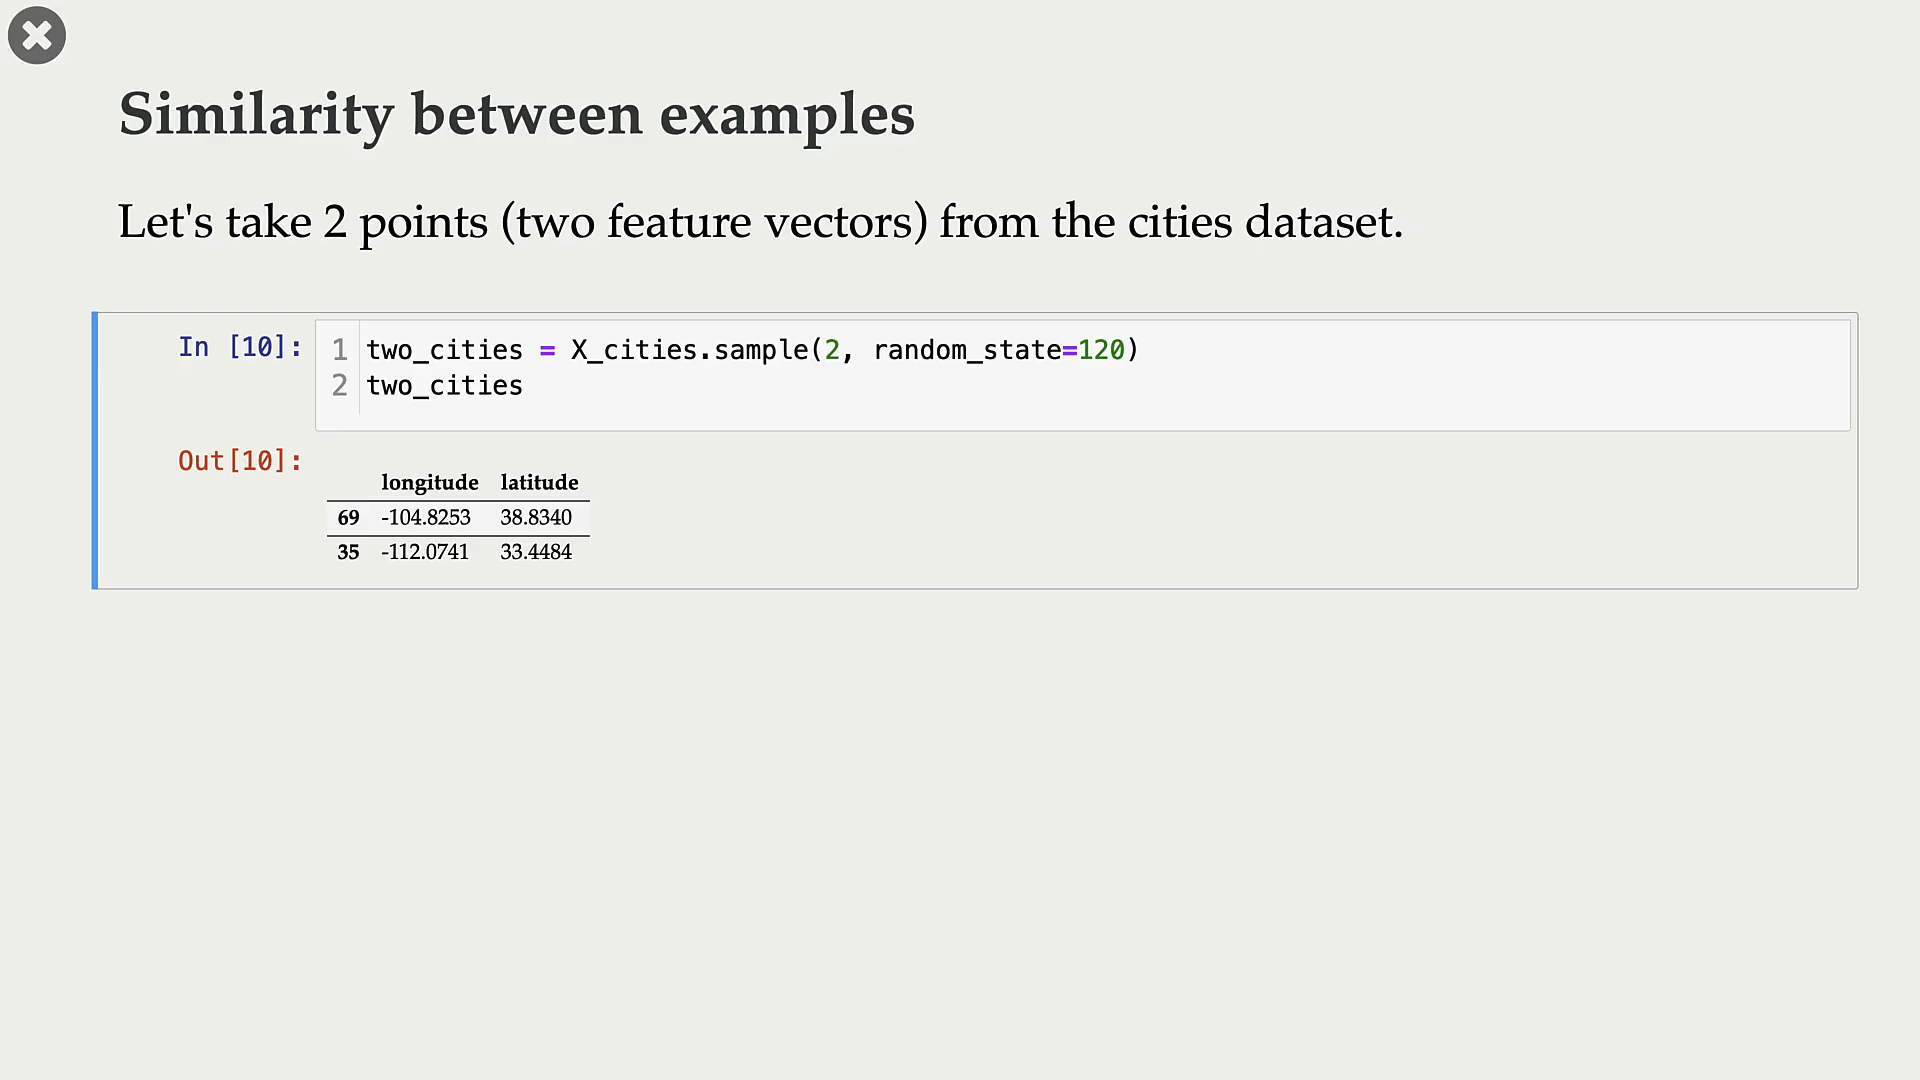 Similarity between examples
Let's take 2 points (two feature vectors) from the cities dataset.
In [10]:
1 two_cities = X_cities.sample(2, random_state=120)
2 two_cities
Out[10]:
longitude latitude
69 -104.8253 38.8340
35 -112.0741 33.4484